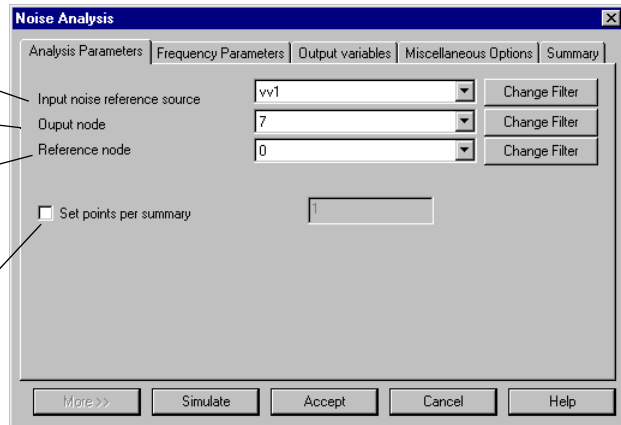 Noise Analysis
Analysis Parameters Frequency Parameters Output variables Miscellaneous Options Summary
Input noise reference source vv1 Change Filter
Ouput node 7 Change Filter
Reference node 0 Change Filter
Set points per summary 1
More >> Simulate Accept Cancel Help